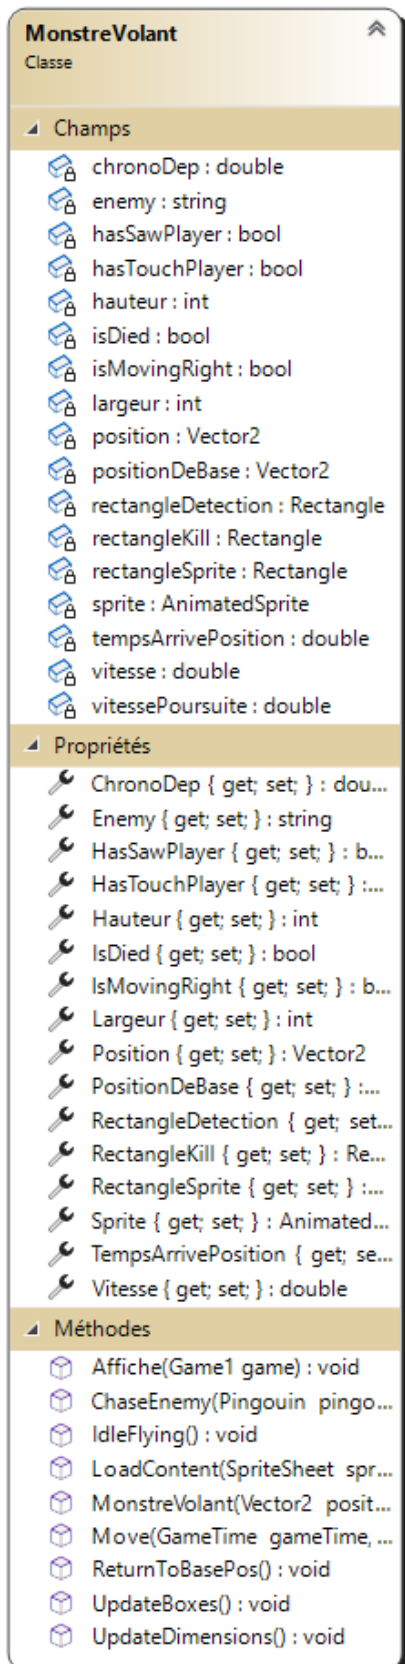 MonstreVolant
Classe
Champs
chronoDep : double
enemy : string
hasSawPlayer : bool
hasTouchPlayer : bool
hauteur : int
isDied : bool
isMovingRight : bool
largeur : int
position : Vector2
positionDeBase : Vector2
rectangleDetection : Rectangle
rectangleKill : Rectangle
rectangleSprite : Rectangle
sprite : AnimatedSprite
tempsArrivePosition : double
vitesse : double
vitessePoursuite : double
Propriétés
ChronoDep { get; set; } : dou...
Enemy { get; set; } : string
HasSawPlayer { get; set; } : b...
HasTouchPlayer { get; set; } :...
Hauteur { get; set; } : int
IsDied { get; set; } : bool
IsMovingRight { get; set; } : b...
Largeur { get; set; } : int
Position { get; set; } : Vector2
PositionDeBase { get; set; } :...
RectangleDetection { get; set...
RectangleKill { get; set; } : Re...
RectangleSprite { get; set; } :...
Sprite { get; set; } : Animated...
TempsArrivePosition { get; se...
Vitesse { get; set; } : double
Méthodes
Affiche(Game1 game) : void
ChaseEnemy(Pingouin pingo...
IdleFlying() : void
LoadContent(SpriteSheet spr...
MonstreVolant(Vector2 posit...
Move(GameTime gameTime, ...
ReturnToBasePos() : void
UpdateBoxes() : void
UpdateDimensions() : void